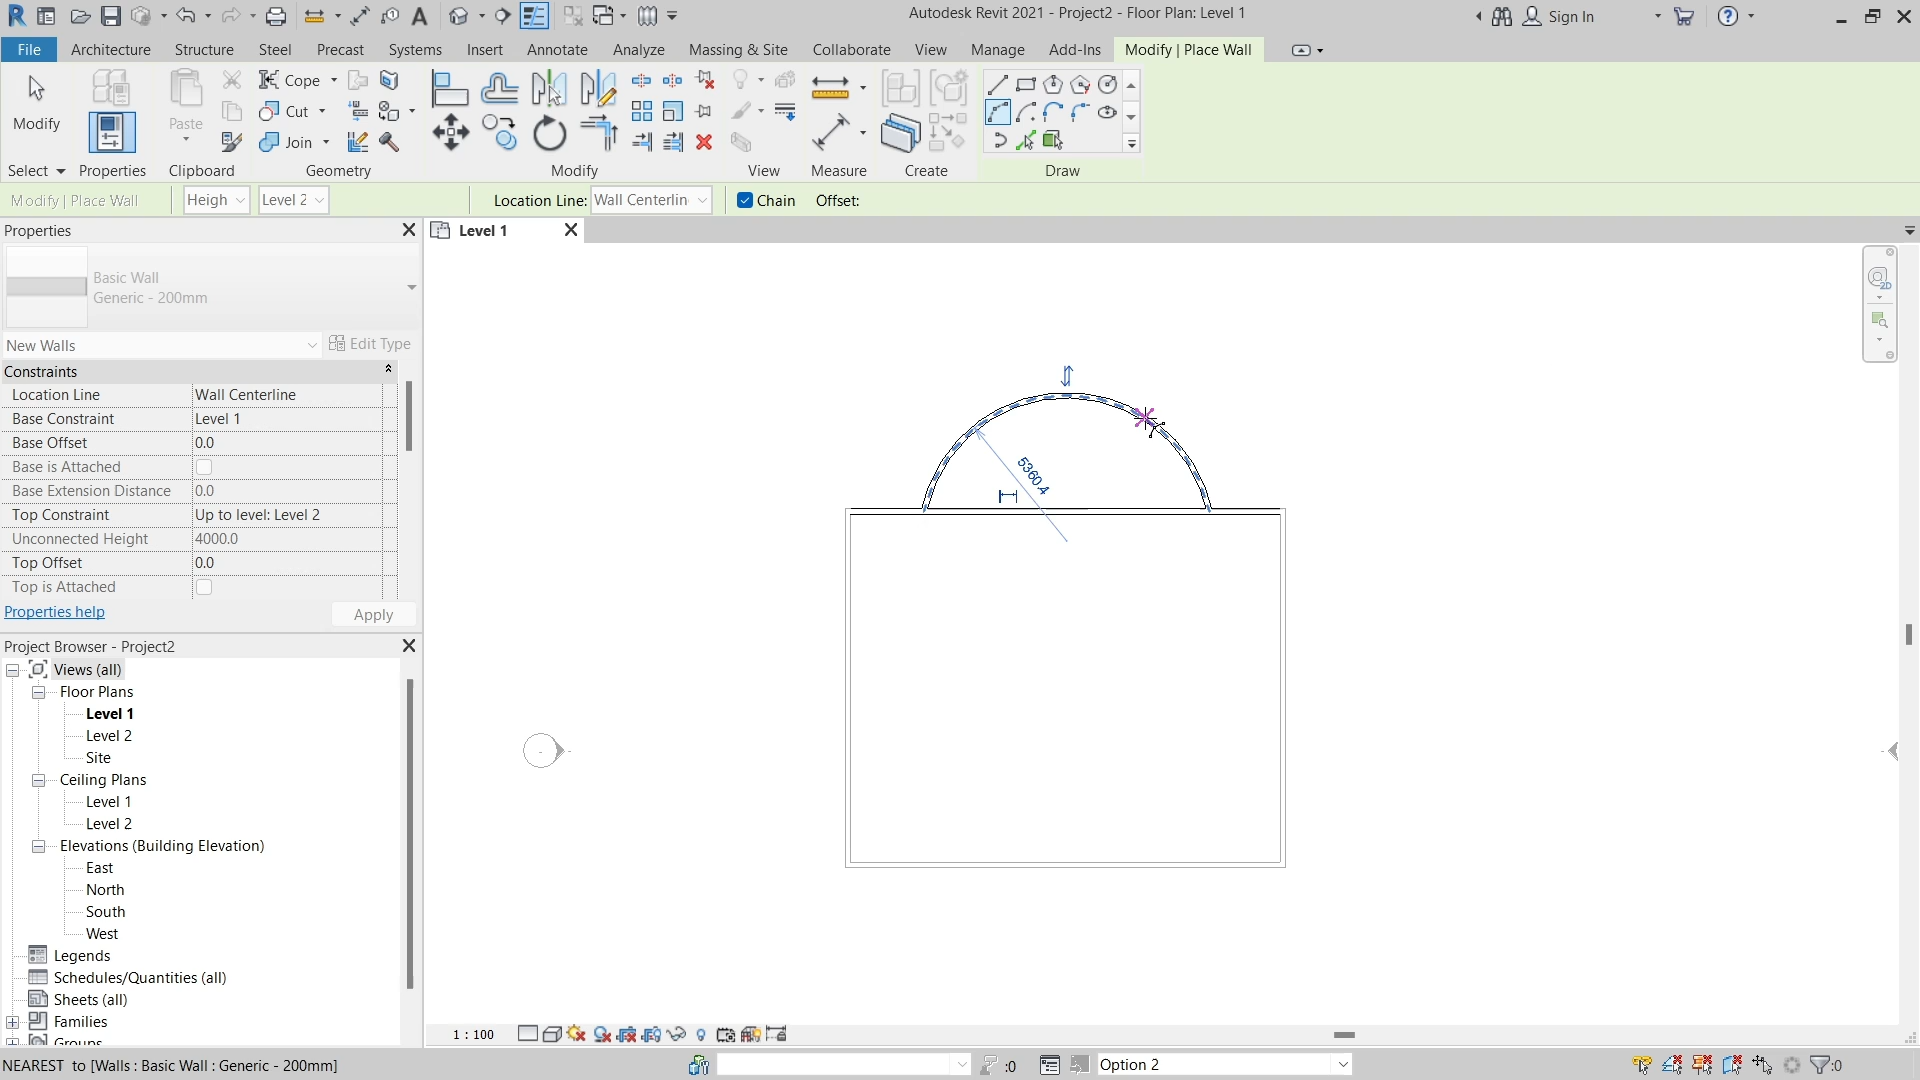 Autodesk Revit 2021 - Project2 - Floor Plan: Level 1
Sign In
File Architecture Structure Steel Precast Systems Insert Annotate Analyze Massing & Site Collaborate View Manage Add-Ins Modify | Place Wall
Cope
Modify
Cut
Paste
Join
Select Properties Clipboard Geometry Modify View Measure Create Draw
Modify | Place Wall Heigh Level 2 Location Line: Wall Centerlin Chain Offset:
Properties
Level 1
2D
Basic Wall
Generic - 200mm
New Walls Edit Type
Constraints
Location Line Wall Centerline
Base Constraint Level 1
Base Offset 0.0
Base is Attached
Base Extension Distance 0.0
Top Constraint Up to level: Level 2
Unconnected Height 4000.0
Top Offset 0.0
Top is Attached
Properties help Apply
5360.4
Project Browser - Project2
Views (all)
Floor Plans
Level 1
Level 2
Site
Ceiling Plans
Level 1
Level 2
Elevations (Building Elevation)
East
North
South
West
Legends
Schedules/Quantities (all)
Sheets (all)
Families
Groups
1 : 100
NEAREST to [Walls : Basic Wall : Generic - 200mm]
:0
Option 2
:0